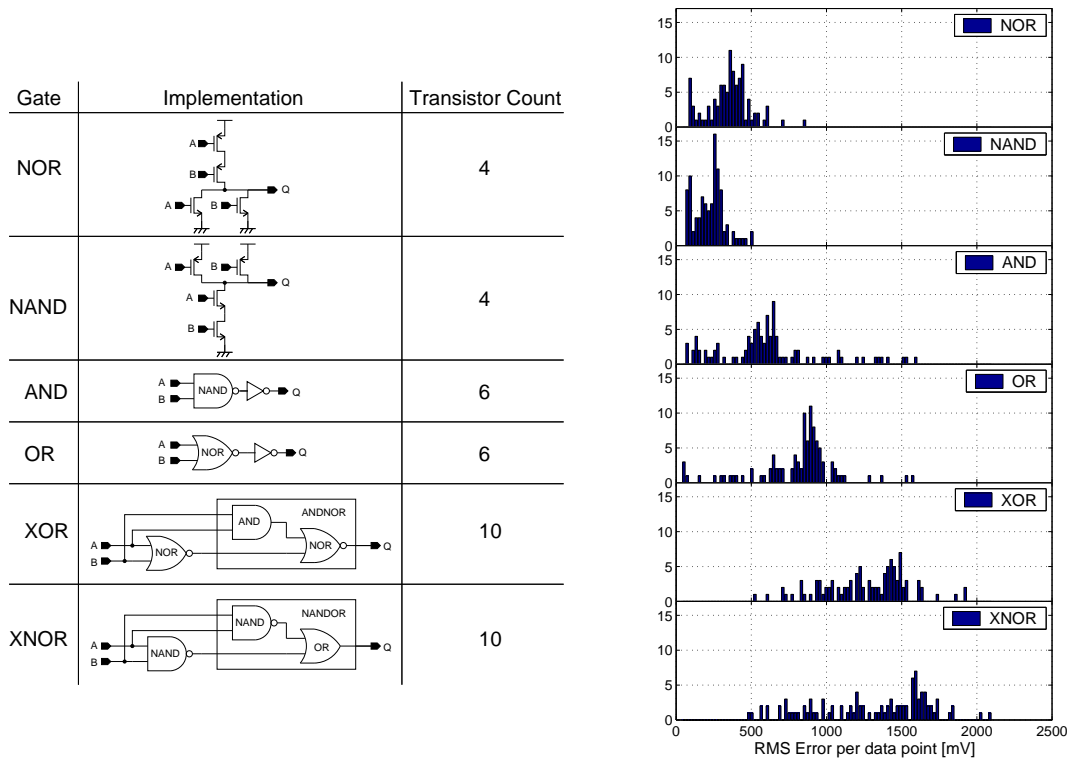 Gate Implementation Transistor Count
NOR
A
B
Q
A B
4
NAND
A B
Q
A
B
4
AND
A
B
NAND
Q
6
OR
A
B
NOR
Q
6
XOR
A
B
NOR
AND
ANDNOR
NOR
Q
10
XNOR
A
B
NAND
NAND
NANDOR
OR
Q
10
15
10
5
0
NOR
15
10
5
0
NAND
15
10
5
0
AND
15
10
5
0
OR
15
10
5
0
XOR
15
10
5
0
XNOR
0 500 1000 1500 2000 2500
RMS Error per data point [mV]